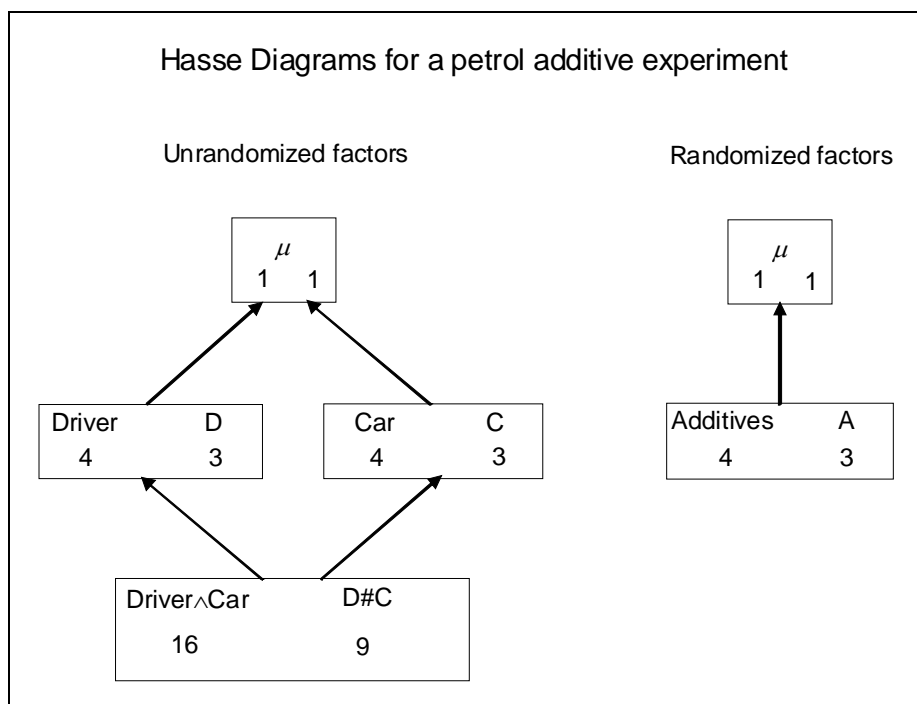 Hasse Diagrams for a petrol additive experiment
Unrandomized factors
Randomized factors
μ
1 1
μ
1 1
Driver D
4 3
Car C
4 3
Additives A
4 3
Driver∧Car D#C
16 9